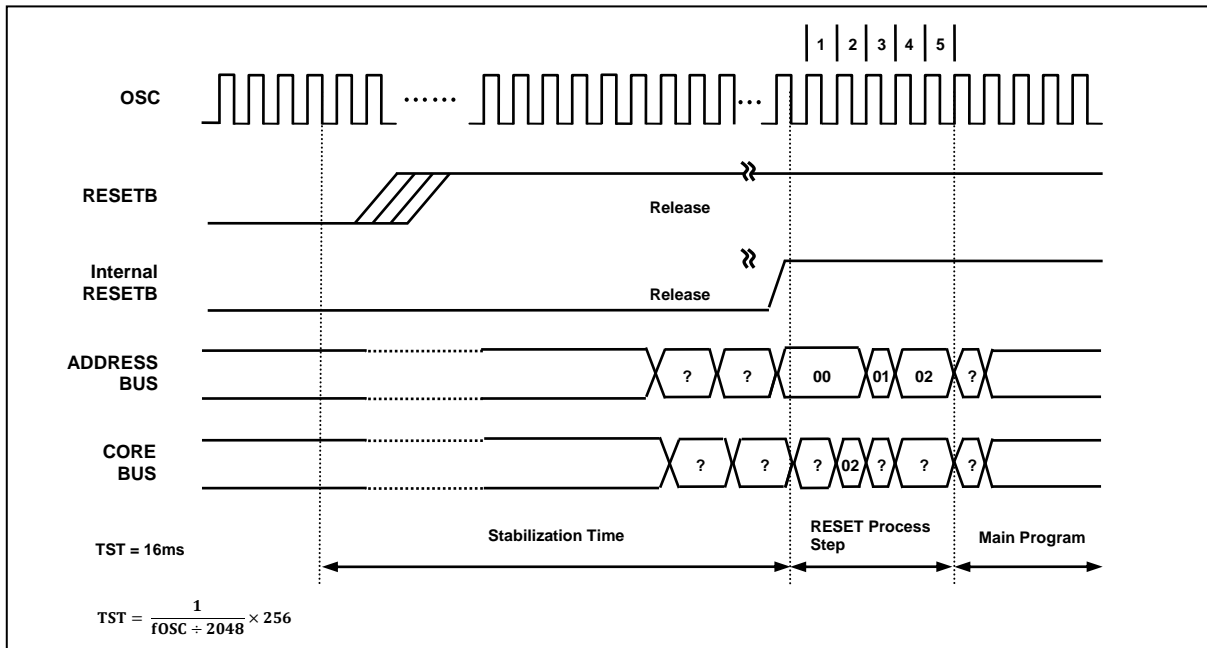 1 2 3 4 5
OSC
RESETB
Release
Internal
RESETB
Release
ADDRESS
BUS
? ? 00 01 02 ?
CORE
BUS
? ? ? 02 ? ? ?
TST = 16ms
Stabilization Time
RESET Process
Step
Main Program
TST = 1 / fOSC ÷ 2048 × 256